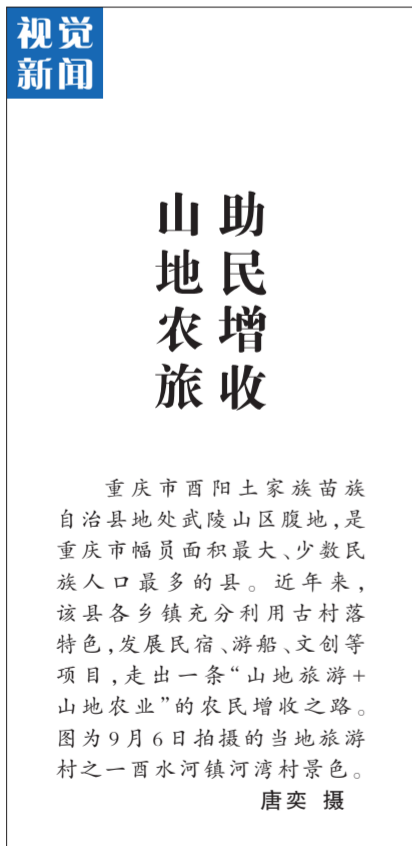 视觉
新闻
山地农旅
助民增收
重庆市酉阳土家族苗族
自治县地处武陵山区腹地,是
重庆市幅员面积最大、少数民
族人口最多的县。近年来,
该县各乡镇充分利用古村落
特色,发展民宿、游船、文创等
项目,走出一条“山地旅游+
山地农业”的农民增收之路。
图为9月6日拍摄的当地旅游
村之一酉水河镇河湾村景色。
唐奕 摄